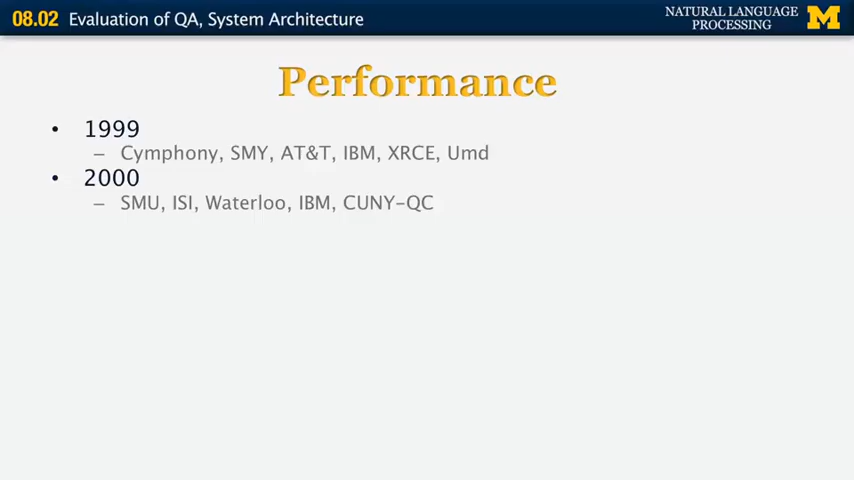 08.02 Evaluation of QA, System Architecture
NATURAL LANGUAGE
PROCESSING
M
Performance
• 1999
– Cymphony, SMY, AT&T, IBM, XRCE, Umd
• 2000
– SMU, ISI, Waterloo, IBM, CUNY-QC